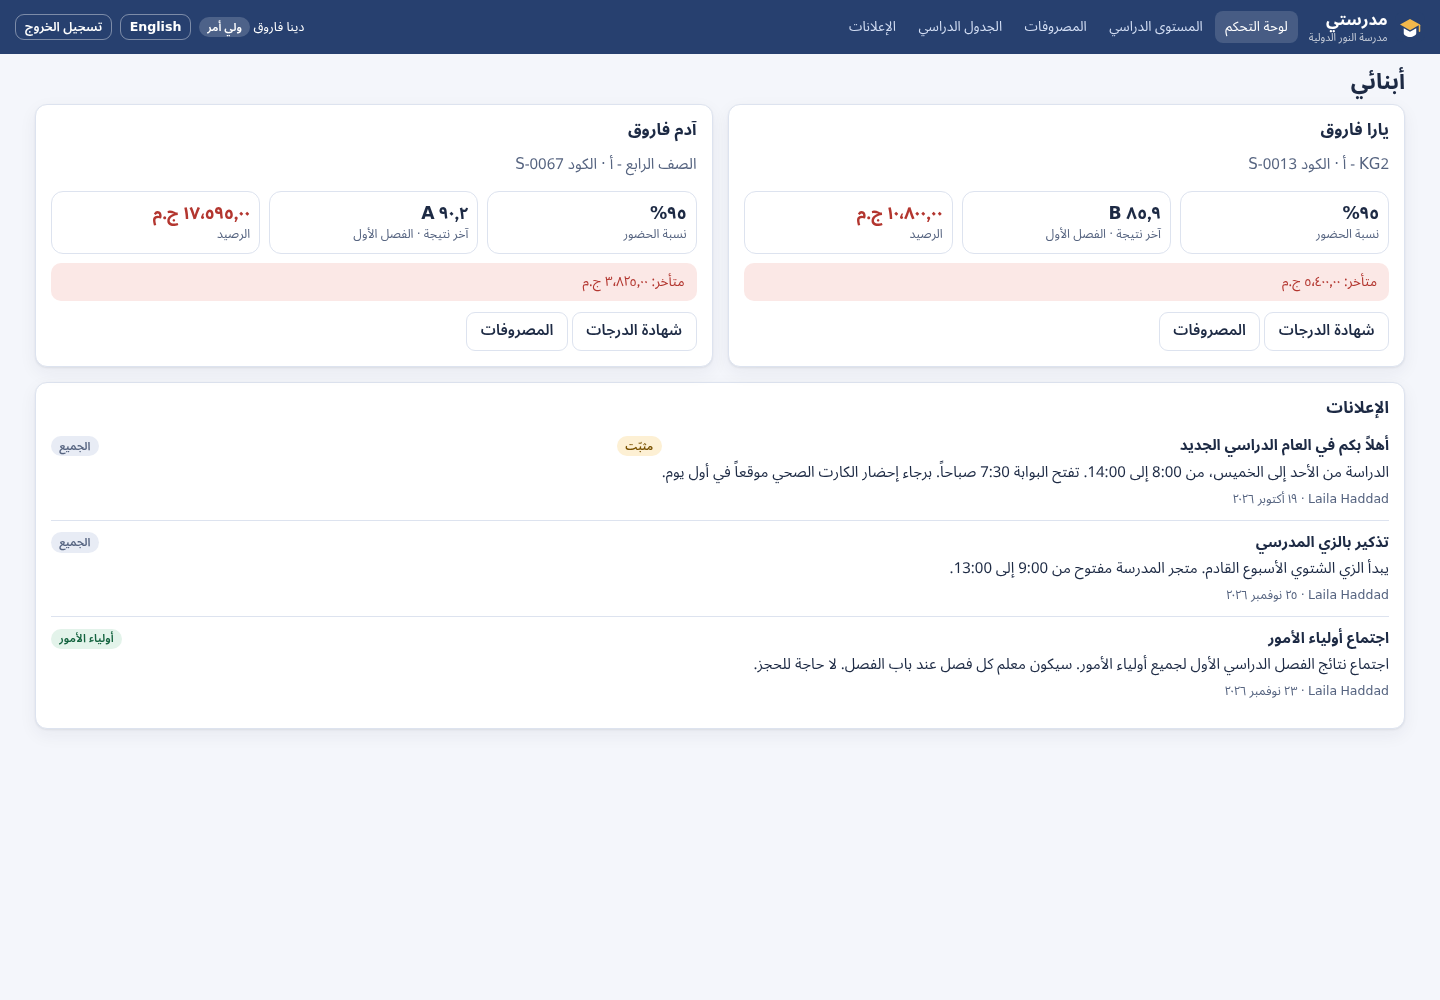 مدرستي
مدرسة النور الدولية
لوحة التحكم
المستوى الدراسي
المصروفات
الجدول الدراسي
الإعلانات
دينا فاروق
ولي أمر
English
تسجيل الخروج
أبنائي
يارا فاروق
KG2 - أ · الكود S-0013
٩٥%
نسبة الحضور
٨٥,٩ B
آخر نتيجة · الفصل الأول
١٠،٨٠٠,٠٠ ج.م
الرصيد
متأخر: ٥،٤٠٠,٠٠ ج.م
شهادة الدرجات
المصروفات
آدم فاروق
الصف الرابع - أ · الكود S-0067
٩٥%
نسبة الحضور
٩٠,٢ A
آخر نتيجة · الفصل الأول
١٧،٥٩٥,٠٠ ج.م
الرصيد
متأخر: ٣،٨٢٥,٠٠ ج.م
شهادة الدرجات
المصروفات
الإعلانات
أهلاً بكم في العام الدراسي الجديد
مثبّت
الجميع
الدراسة من الأحد إلى الخميس، من 8:00 إلى 14:00. تفتح البوابة 7:30 صباحاً. برجاء إحضار الكارت الصحي موقعاً في أول يوم.
Laila Haddad · ١٩ أكتوبر ٢٠٢٦
تذكير بالزي المدرسي
الجميع
يبدأ الزي الشتوي الأسبوع القادم. متجر المدرسة مفتوح من 9:00 إلى 13:00.
Laila Haddad · ٢٥ نوفمبر ٢٠٢٦
اجتماع أولياء الأمور
أولياء الأمور
اجتماع نتائج الفصل الدراسي الأول لجميع أولياء الأمور. سيكون معلم كل فصل عند باب الفصل. لا حاجة للحجز.
Laila Haddad · ٢٣ نوفمبر ٢٠٢٦